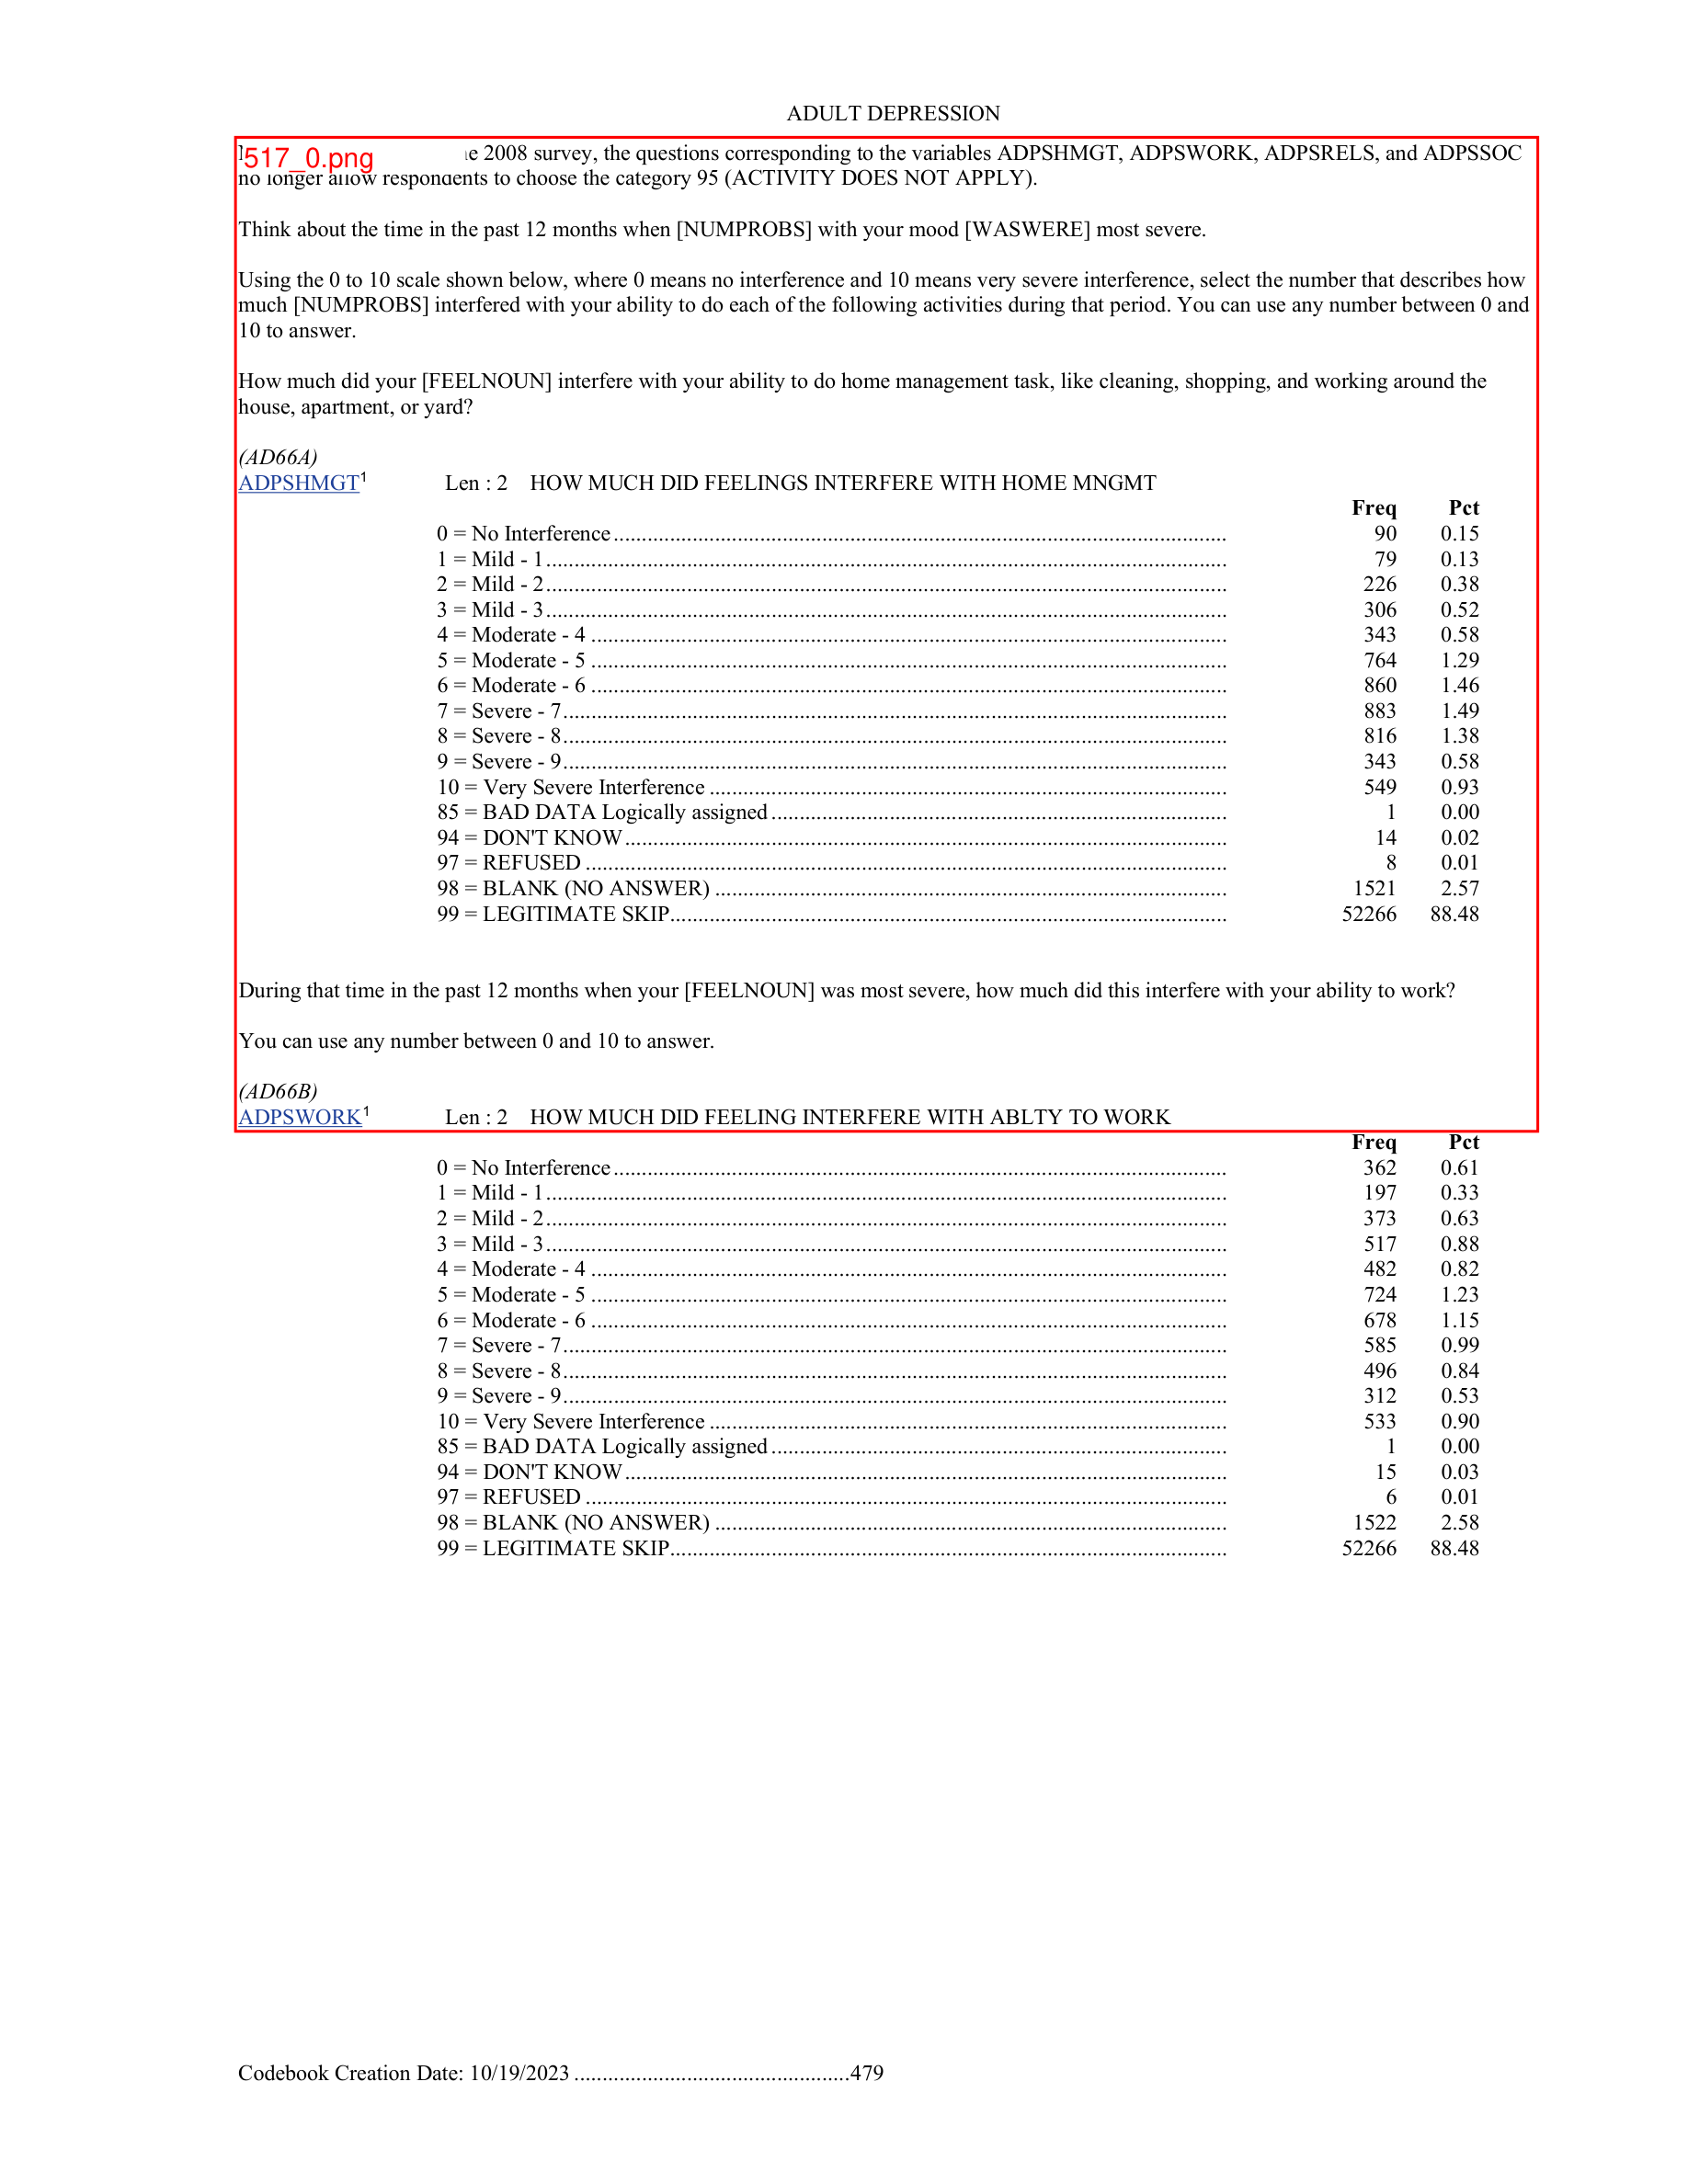 ADULT DEPRESSION
517_0.png
2008 survey, the questions corresponding to the variables ADPSHMGT, ADPSWORK, ADPSRELS, and ADPSSOC
no longer allow respondents to choose the category 95 (ACTIVITY DOES NOT APPLY).
Think about the time in the past 12 months when [NUMPROBS] with your mood [WASWERE] most severe.
Using the 0 to 10 scale shown below, where 0 means no interference and 10 means very severe interference, select the number that describes how
much [NUMPROBS] interfered with your ability to do each of the following activities during that period. You can use any number between 0 and
10 to answer.
How much did your [FEELNOUN] interfere with your ability to do home management task, like cleaning, shopping, and working around the
house, apartment, or yard?
(AD66A)
ADPSHMGT¹ Len : 2 HOW MUCH DID FEELINGS INTERFERE WITH HOME MNGMT
Freq Pct
0 = No Interference 90 0.15
1 = Mild - 1 79 0.13
2 = Mild - 2 226 0.38
3 = Mild - 3 306 0.52
4 = Moderate - 4 343 0.58
5 = Moderate - 5 764 1.29
6 = Moderate - 6 860 1.46
7 = Severe - 7 883 1.49
8 = Severe - 8 816 1.38
9 = Severe - 9 343 0.58
10 = Very Severe Interference 549 0.93
85 = BAD DATA Logically assigned 1 0.00
94 = DON'T KNOW 14 0.02
97 = REFUSED 8 0.01
98 = BLANK (NO ANSWER) 1521 2.57
99 = LEGITIMATE SKIP 52266 88.48
During that time in the past 12 months when your [FEELNOUN] was most severe, how much did this interfere with your ability to work?
You can use any number between 0 and 10 to answer.
(AD66B)
ADPSWORK¹ Len : 2 HOW MUCH DID FEELING INTERFERE WITH ABLTY TO WORK
Freq Pct
0 = No Interference 362 0.61
1 = Mild - 1 197 0.33
2 = Mild - 2 373 0.63
3 = Mild - 3 517 0.88
4 = Moderate - 4 482 0.82
5 = Moderate - 5 724 1.23
6 = Moderate - 6 678 1.15
7 = Severe - 7 585 0.99
8 = Severe - 8 496 0.84
9 = Severe - 9 312 0.53
10 = Very Severe Interference 533 0.90
85 = BAD DATA Logically assigned 1 0.00
94 = DON'T KNOW 15 0.03
97 = REFUSED 6 0.01
98 = BLANK (NO ANSWER) 1522 2.58
99 = LEGITIMATE SKIP 52266 88.48
Codebook Creation Date: 10/19/2023 .................................................479